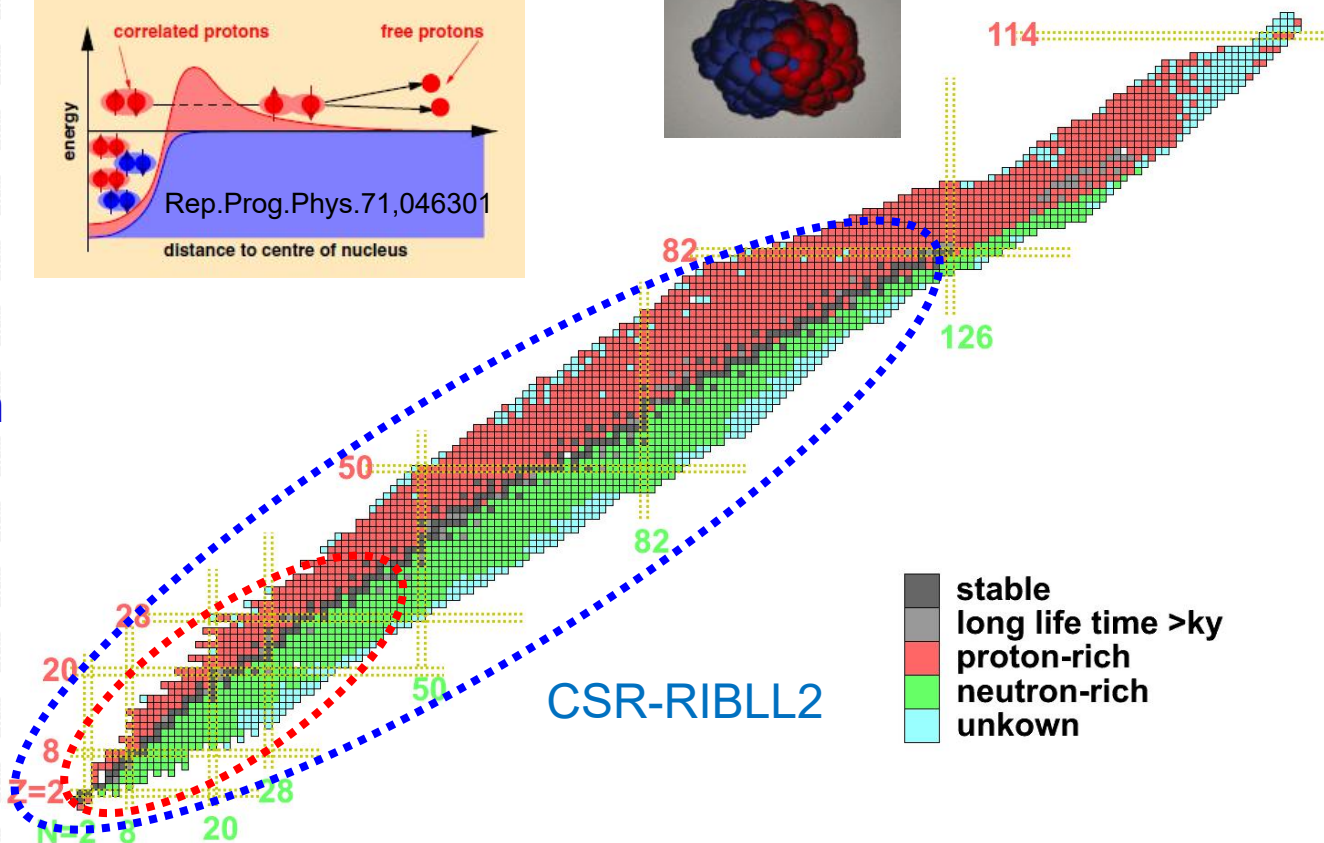 correlated protons
free protons
energy
Rep.Prog.Phys.71,046301
distance to centre of nucleus
114
82
126
50
82
28
20
50
8
Z=2
28
N=2
8
20
CSR-RIBLL2
stable
long life time >ky
proton-rich
neutron-rich
unkown